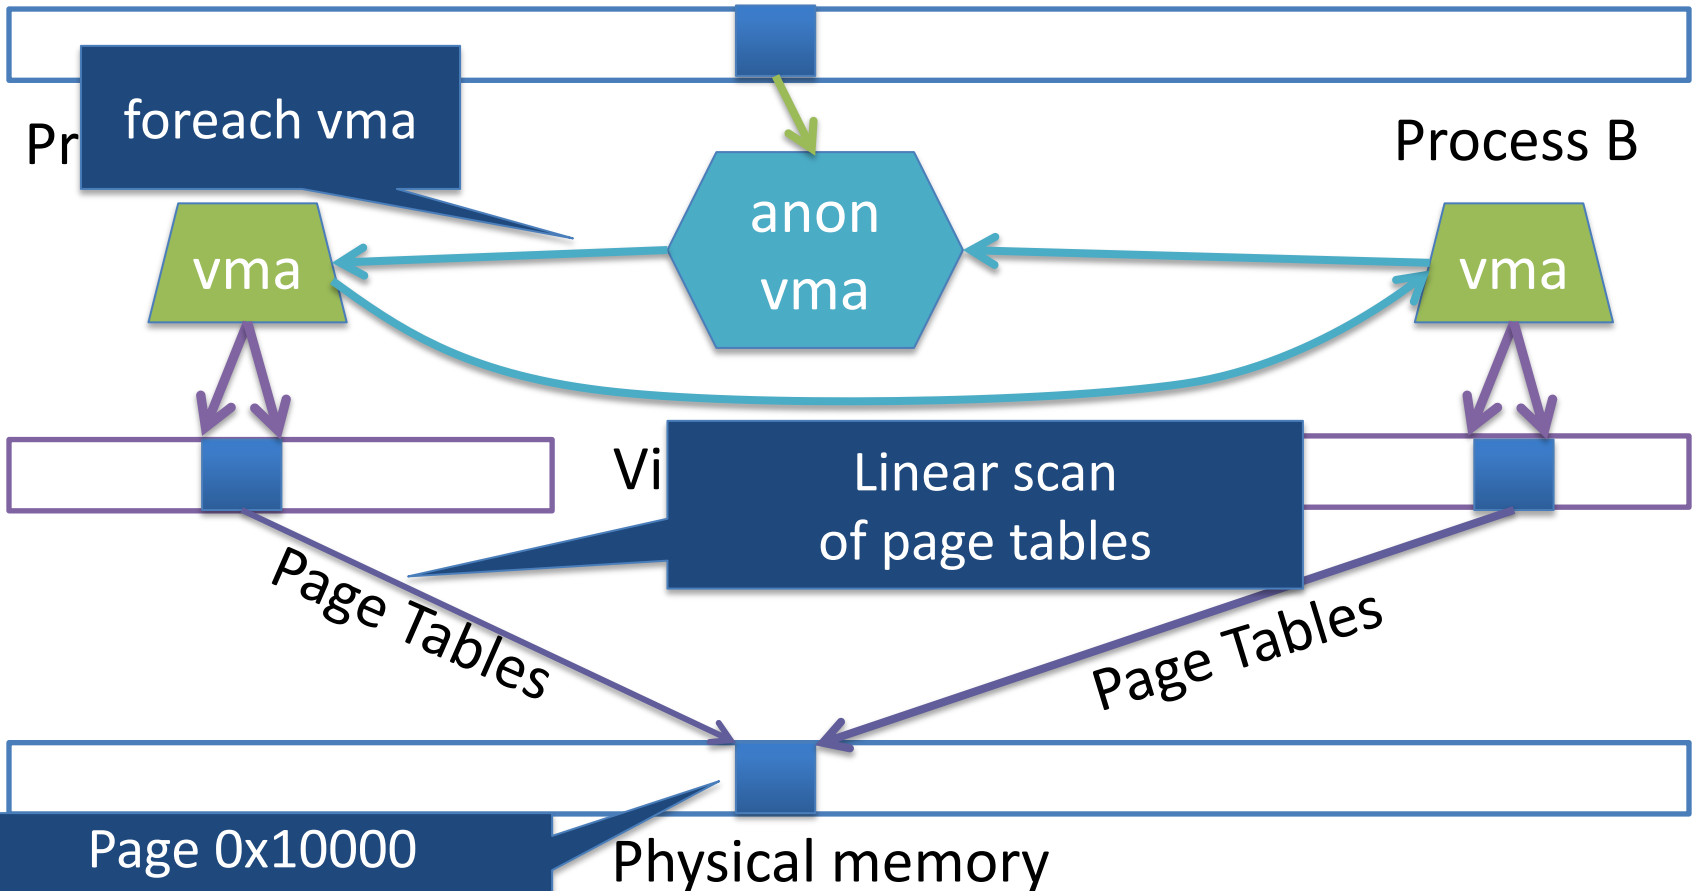 foreach vma
Pr
Process B
anon
vma
vma
vma
Vi
Linear scan
of page tables
Page Tables
Page Tables
Page 0x10000
Physical memory